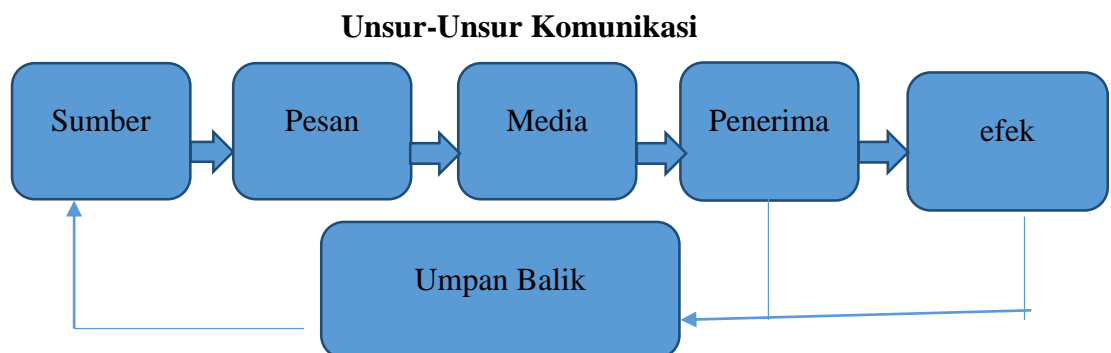 Unsur-Unsur Komunikasi
Sumber
Pesan
Media
Penerima
efek
Umpan Balik